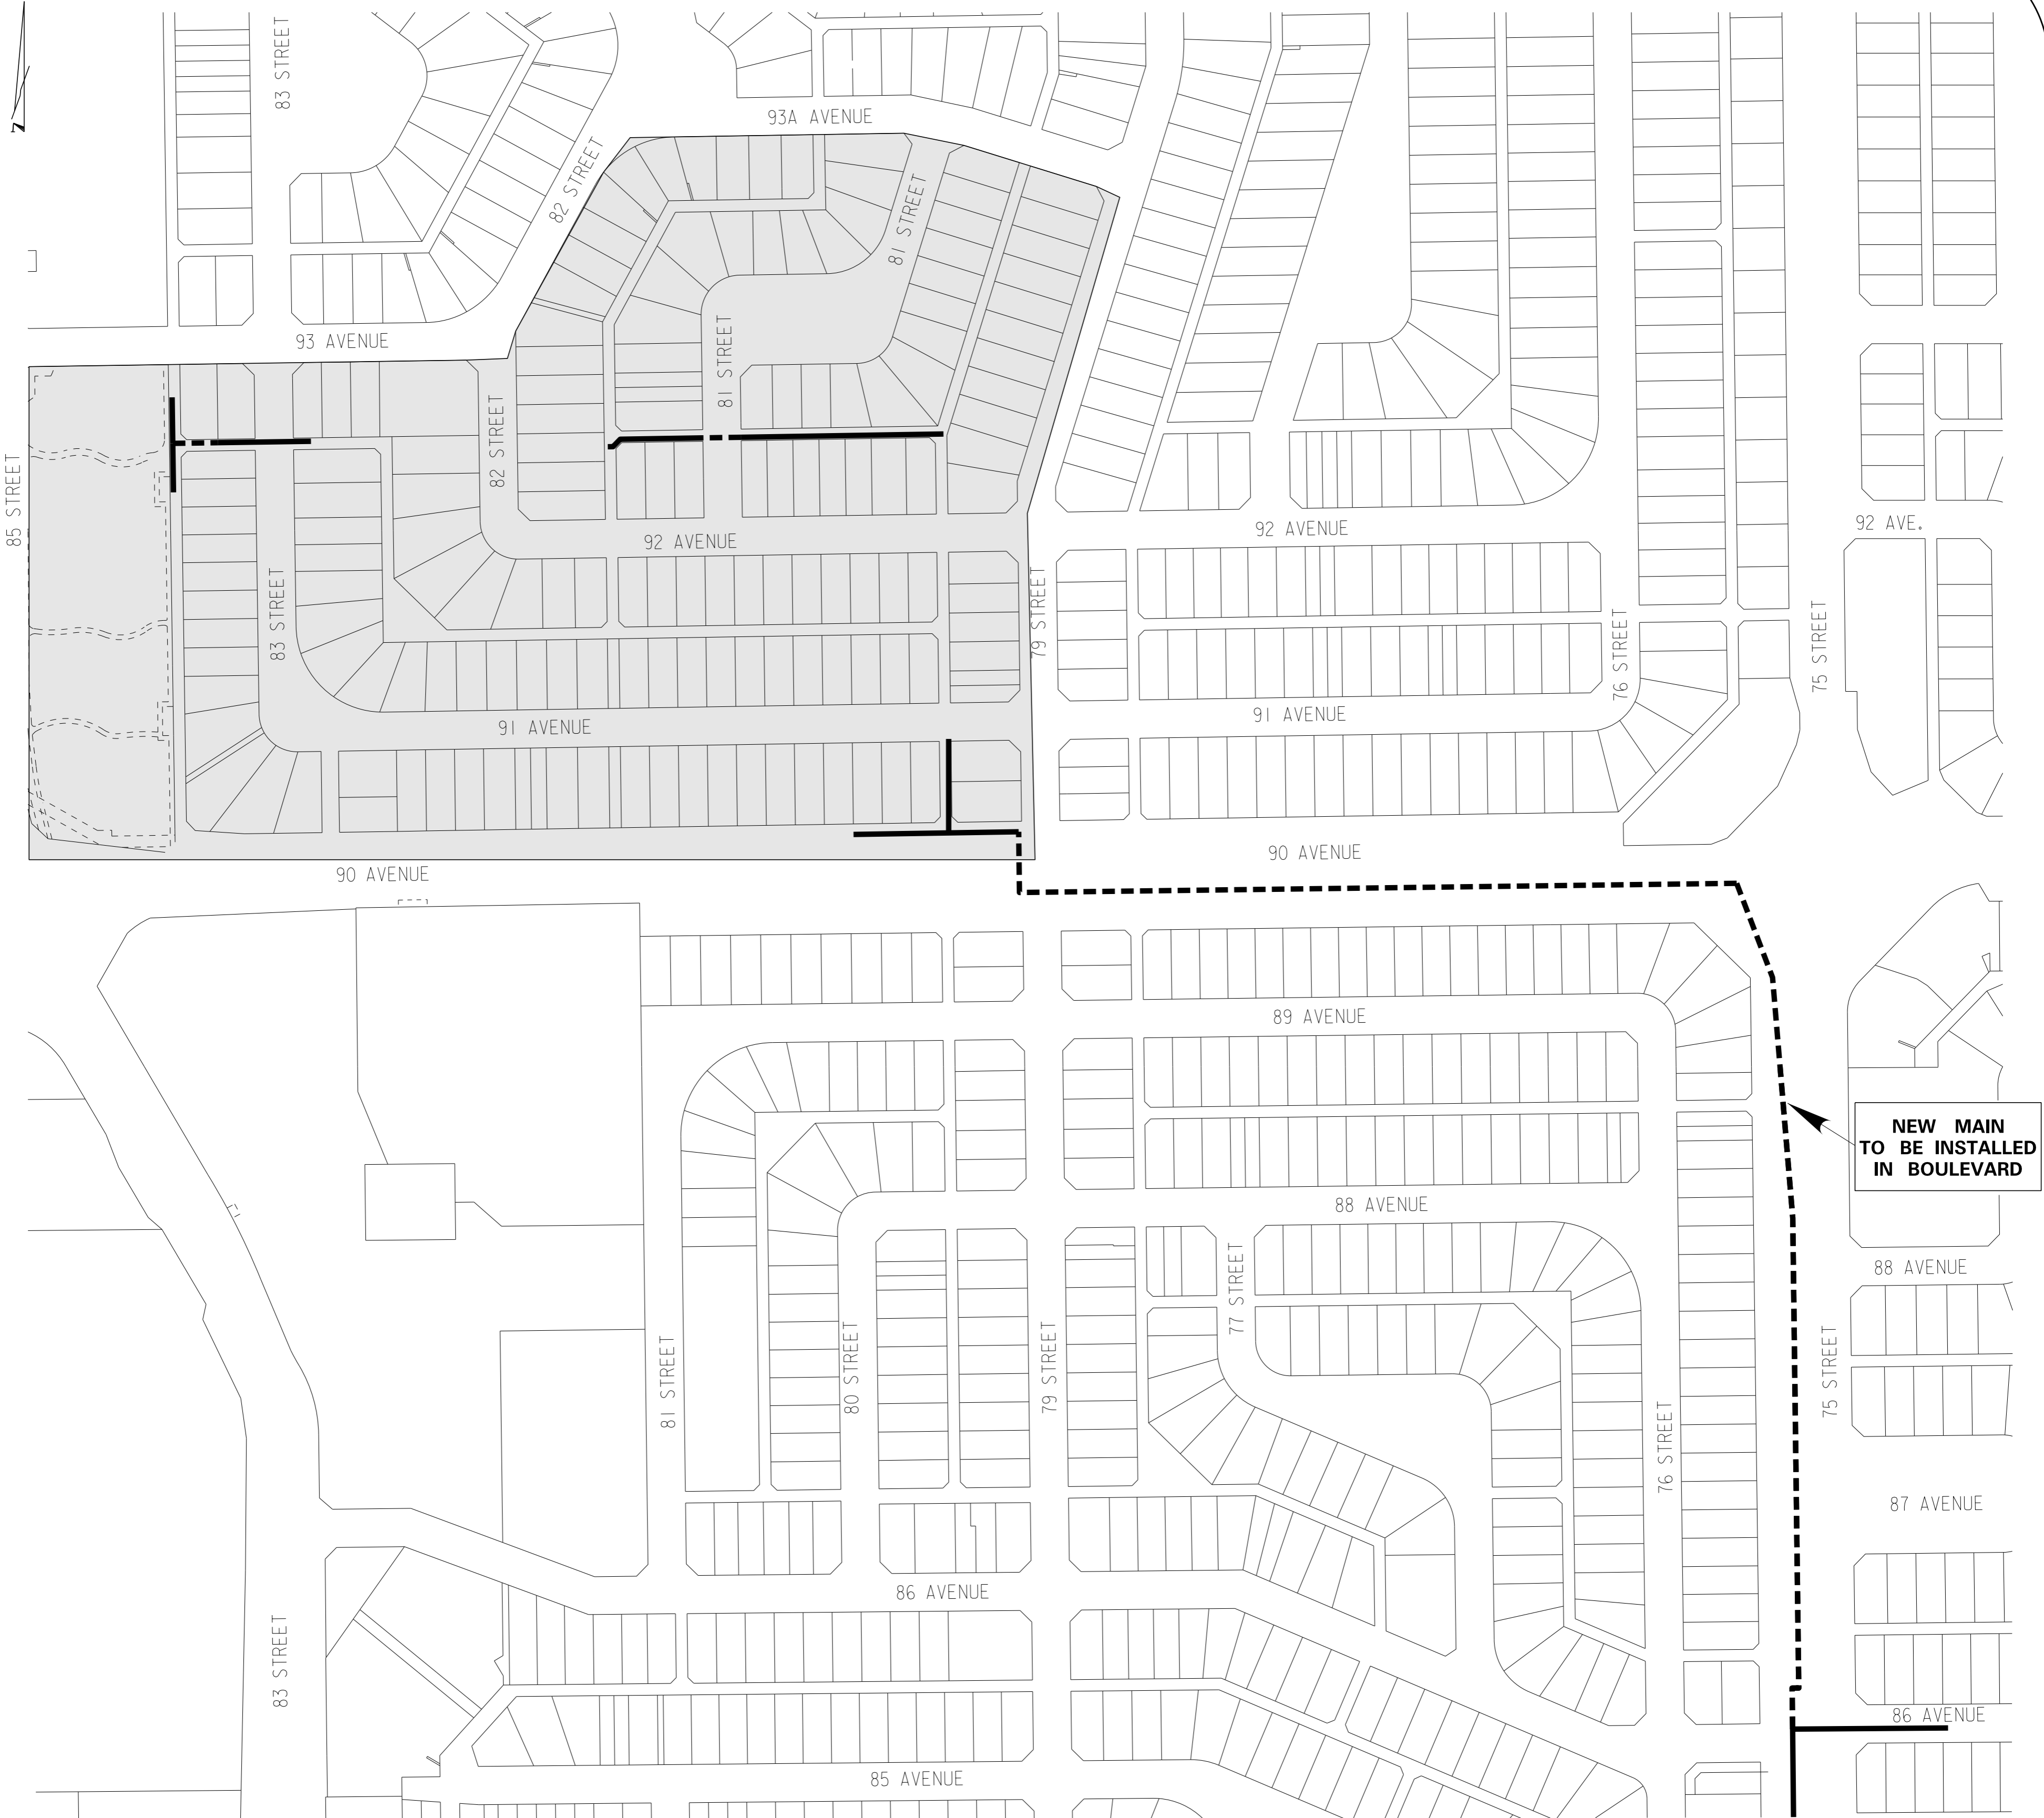 N
83 STREET
93A AVENUE
82 STREET
81 STREET
93 AVENUE
81 STREET
82 STREET
85 STREET
92 AVENUE
92 AVENUE
92 AVE.
83 STREET
79 STREET
76 STREET
75 STREET
91 AVENUE
91 AVENUE
90 AVENUE
90 AVENUE
89 AVENUE
NEW MAIN
TO BE INSTALLED
IN BOULEVARD
88 AVENUE
77 STREET
88 AVENUE
81 STREET
80 STREET
79 STREET
75 STREET
76 STREET
87 AVENUE
86 AVENUE
83 STREET
86 AVENUE
85 AVENUE